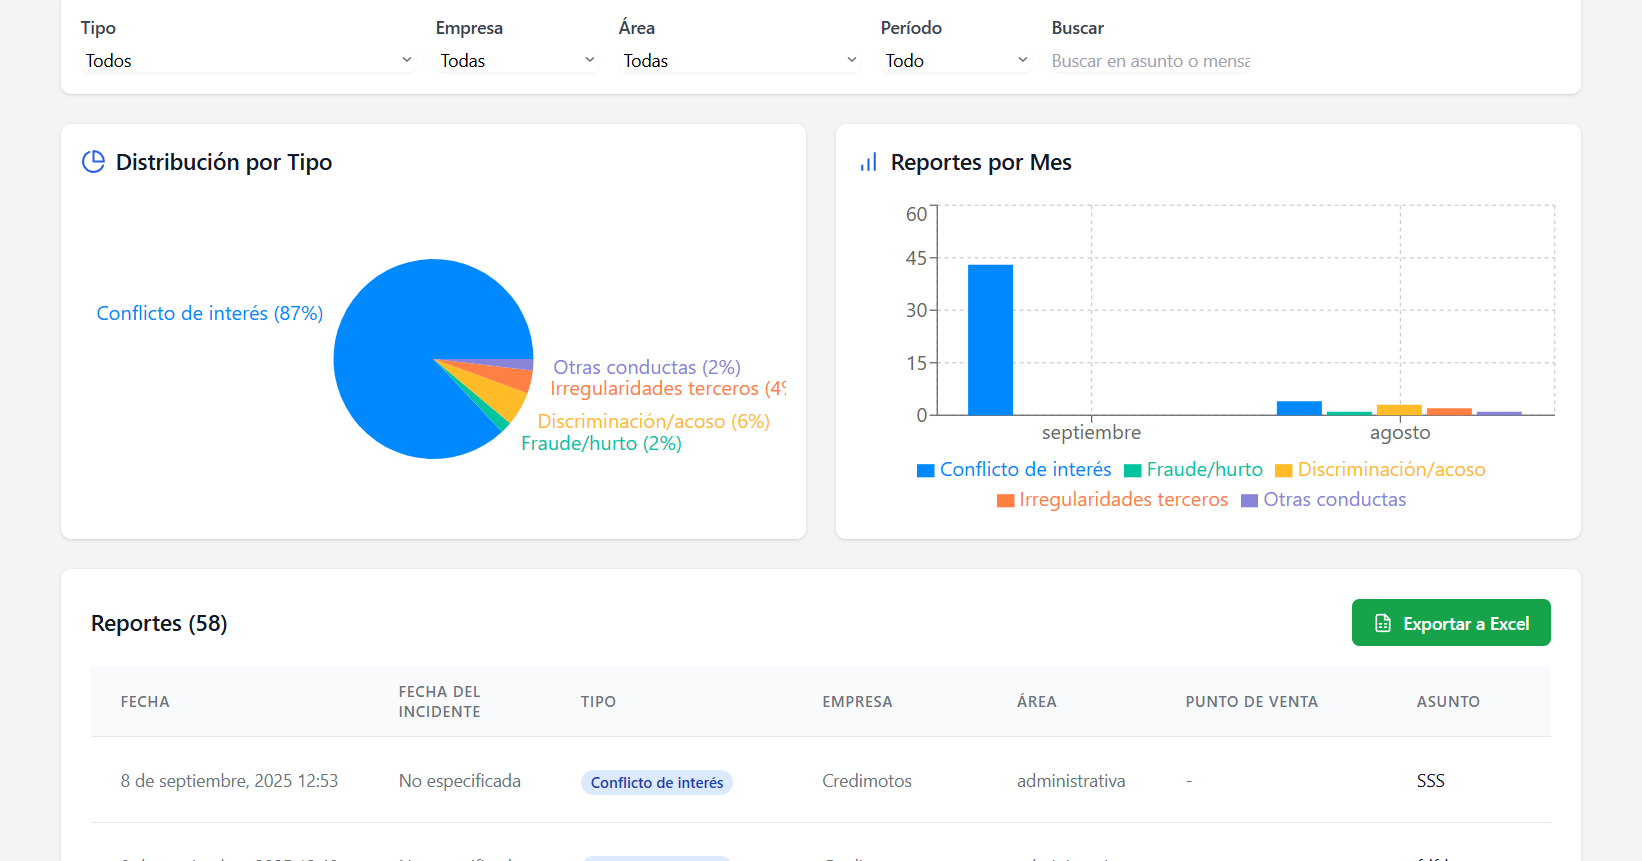 Tipo
Empresa
Área
Período
Buscar
Todos
Todas
Todas
Todo
Buscar en asunto o mensa
Distribución por Tipo
Conflicto de interés (87%)
Otras conductas (2%)
Irregularidades terceros (4%
Discriminación/acoso (6%)
Fraude/hurto (2%)
Reportes por Mes
60
45
30
15
0
septiembre
agosto
Conflicto de interés
Fraude/hurto
Discriminación/acoso
Irregularidades terceros
Otras conductas
Reportes (58)
Exportar a Excel
FECHA
FECHA DEL
INCIDENTE
TIPO
EMPRESA
ÁREA
PUNTO DE VENTA
ASUNTO
8 de septiembre, 2025 12:53
No especificada
Conflicto de interés
Credimotos
administrativa
-
SSS